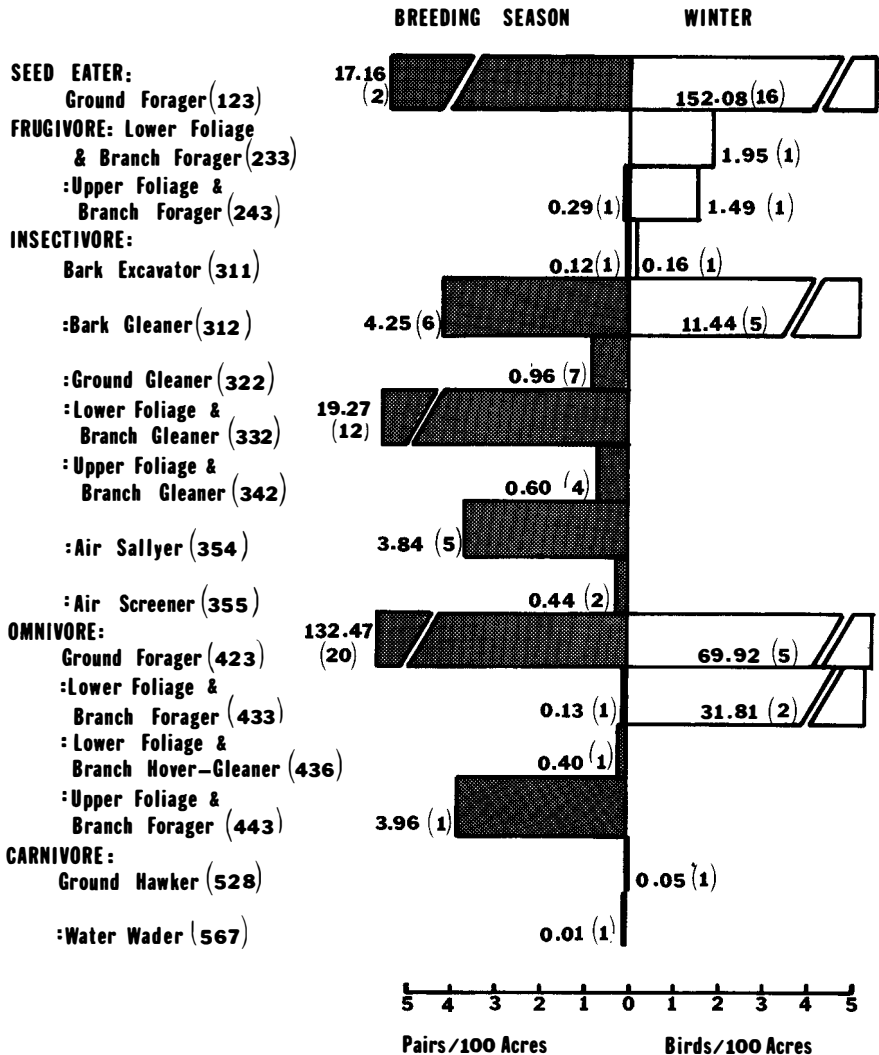 BREEDING SEASON WINTER
SEED EATER: 17.16
Ground Forager (123) (2) 152.08 (16)
FRUGIVORE: Lower Foliage
& Branch Forager (233) 1.95 (1)
:Upper Foliage &
Branch Forager (243) 0.29 (1) 1.49 (1)
INSECTIVORE:
Bark Excavator (311) 0.12 (1) 0.16 (1)
:Bark Gleaner (312) 4.25 (6) 11.44 (5)
:Ground Gleaner (322) 0.96 (7)
:Lower Foliage & 19.27
Branch Gleaner (332) (12)
:Upper Foliage &
Branch Gleaner (342) 0.60 (4)
:Air Sallyer (354) 3.84 (5)
:Air Screener (355) 0.44 (2)
OMNIVORE: 132.47
Ground Forager (423) (20) 69.92 (5)
:Lower Foliage &
Branch Forager (433) 0.13 (1) 31.81 (2)
:Lower Foliage &
Branch Hover-Gleaner (436) 0.40 (1)
:Upper Foliage &
Branch Forager (443) 3.96 (1)
CARNIVORE:
Ground Hawker (528) 0.05 (1)
:Water Wader (567) 0.01 (1)
5 4 3 2 1 0 1 2 3 4 5
Pairs/100 Acres Birds/100 Acres